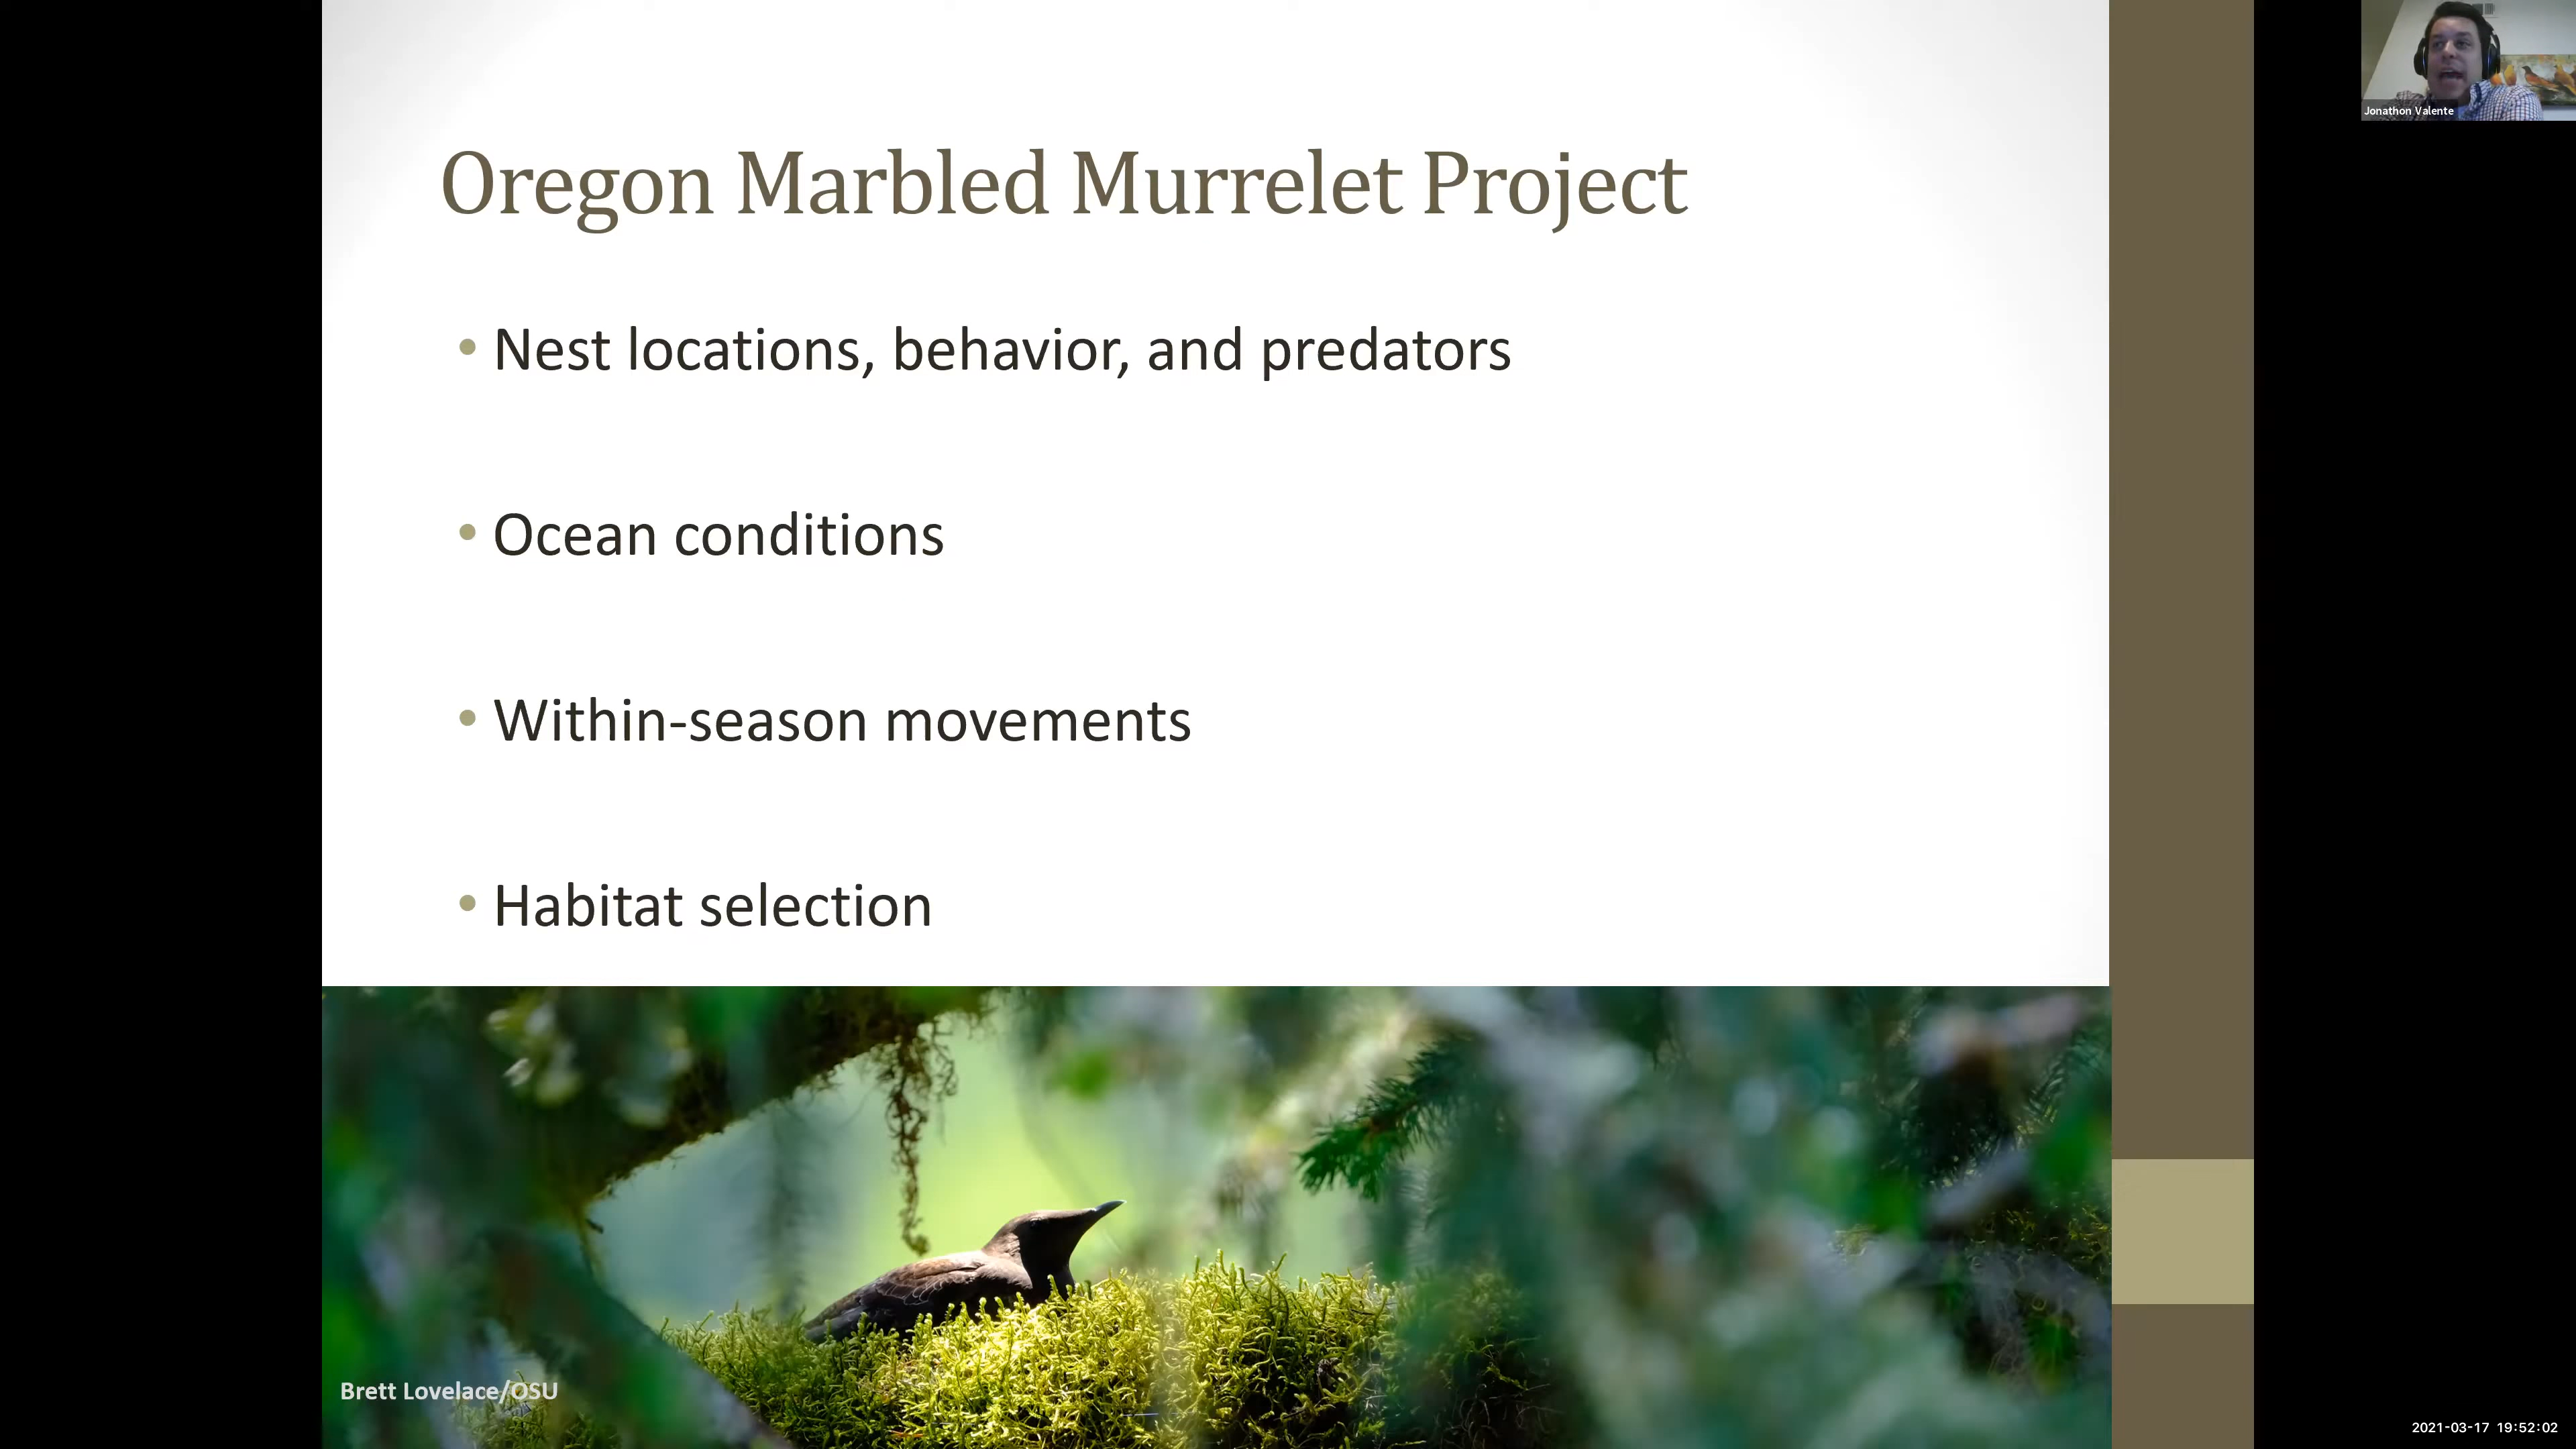 Jonathon Valente
Oregon Marbled Murrelet Project
• Nest locations, behavior, and predators
• Ocean conditions
• Within-season movements
• Habitat selection
Brett Lovelace/OSU
2021-03-17 19:52:02